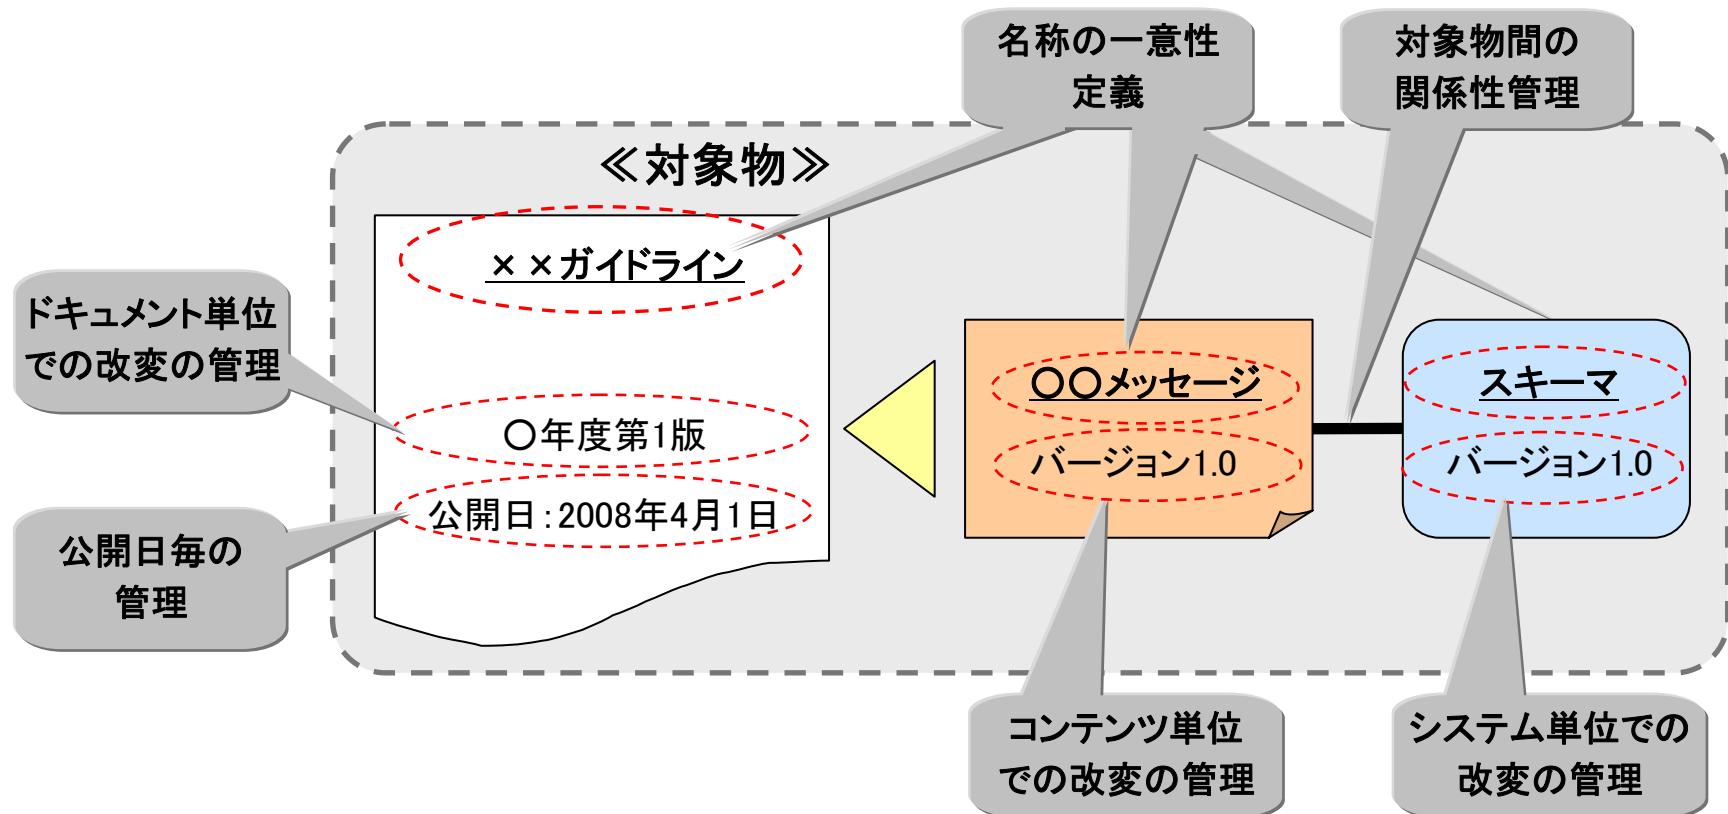 名称の一意性
定義
対象物間の
関係性管理
≪対象物≫
××ガイドライン
ドキュメント単位
での改変の管理
〇年度第1版
公開日：2008年4月1日
公開日毎の
管理
〇〇メッセージ
バージョン1.0
スキーマ
バージョン1.0
コンテンツ単位
での改変の管理
システム単位での
改変の管理